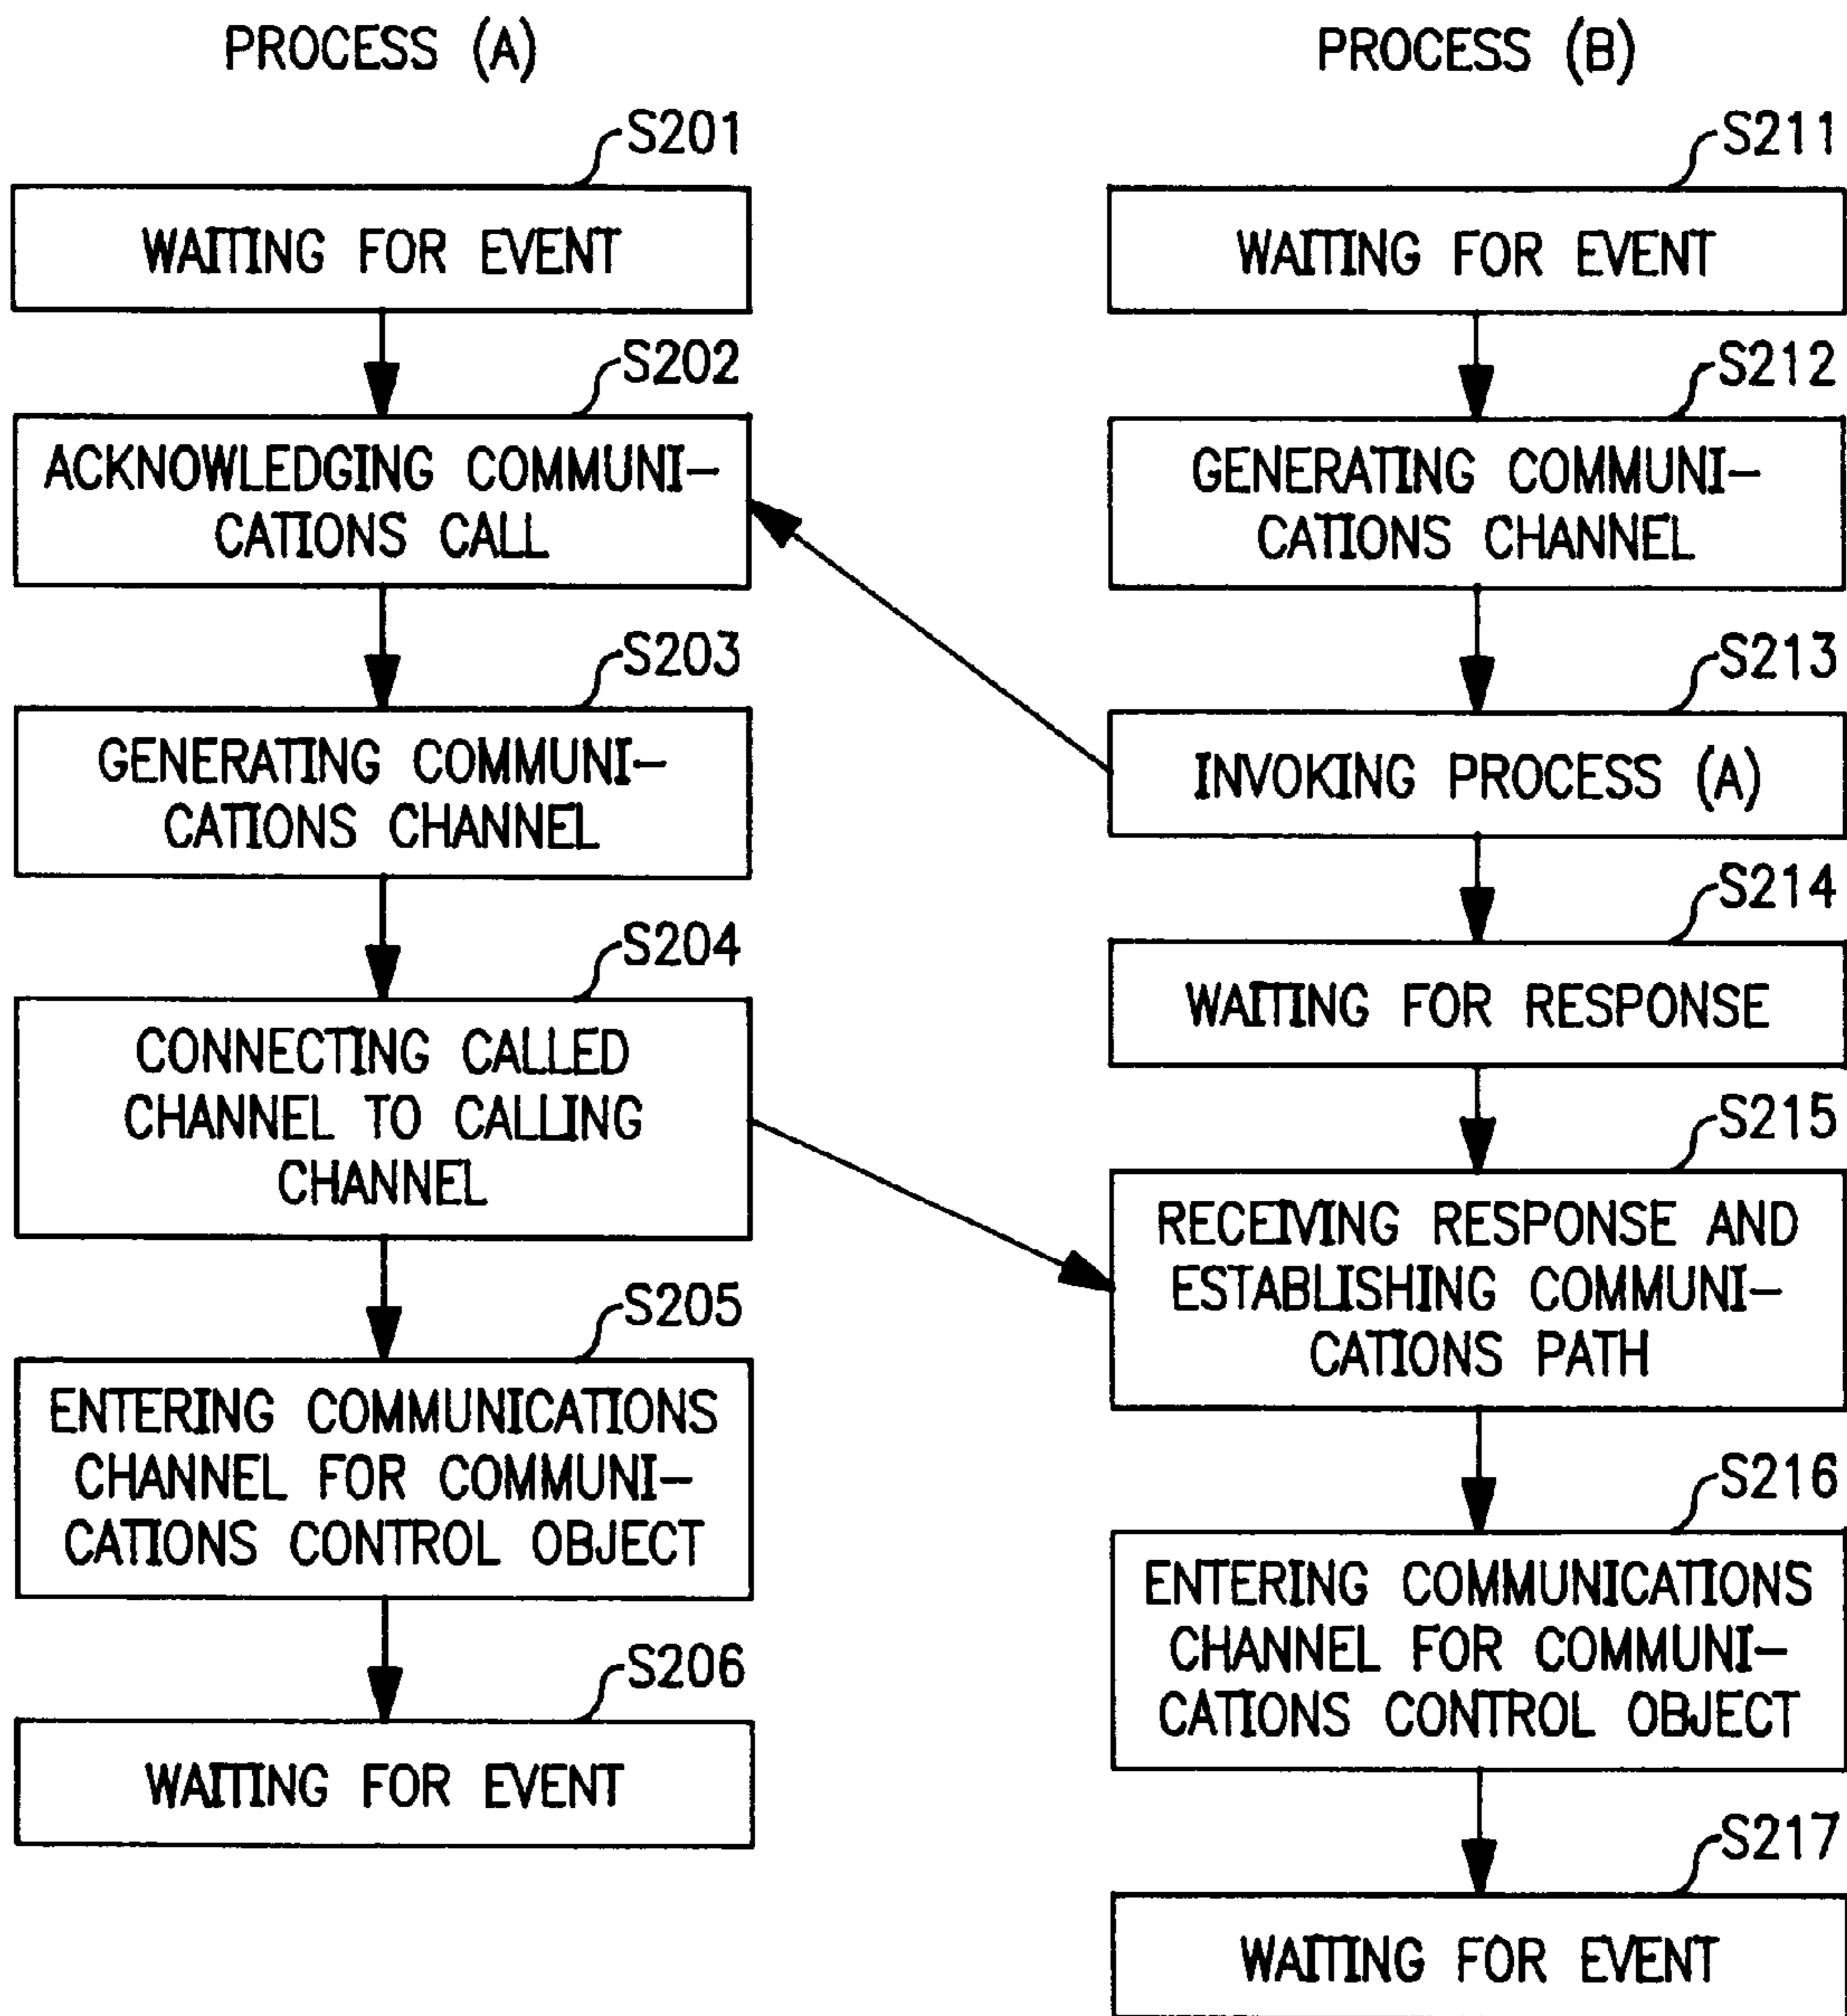 PROCESS (A)
S201
WAITING FOR EVENT
S202
ACKNOWLEDGING COMMUNI-
CATIONS CALL
S203
GENERATING COMMUNI-
CATIONS CHANNEL
S204
CONNECTING CALLED
CHANNEL TO CALLING
CHANNEL
S205
ENTERING COMMUNICATIONS
CHANNEL FOR COMMUNI-
CATIONS CONTROL OBJECT
S206
WAITING FOR EVENT
PROCESS (B)
S211
WAITING FOR EVENT
S212
GENERATING COMMUNI-
CATIONS CHANNEL
S213
INVOKING PROCESS (A)
S214
WAITING FOR RESPONSE
S215
RECEIVING RESPONSE AND
ESTABLISHING COMMUNI-
CATIONS PATH
S216
ENTERING COMMUNICATIONS
CHANNEL FOR COMMUNI-
CATIONS CONTROL OBJECT
S217
WAITING FOR EVENT